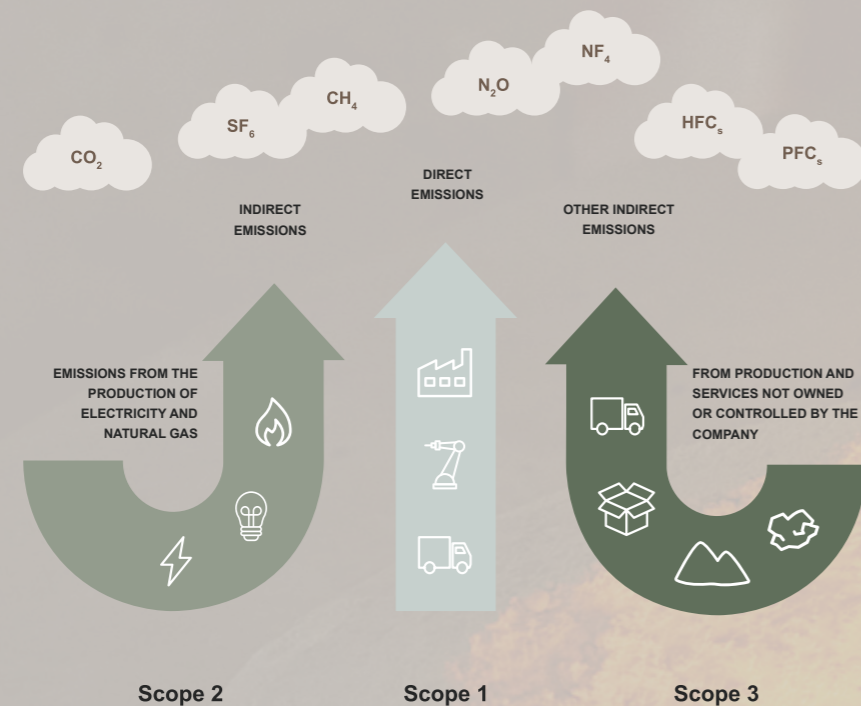 CO₂
SF₆
CH₄
N₂O
NF₄
HFCₛ
PFCₛ
INDIRECT
EMISSIONS
DIRECT
EMISSIONS
OTHER INDIRECT
EMISSIONS
EMISSIONS FROM THE
PRODUCTION OF
ELECTRICITY AND
NATURAL GAS
FROM PRODUCTION AND
SERVICES NOT OWNED
OR CONTROLLED BY THE
COMPANY
Scope 2
Scope 1
Scope 3